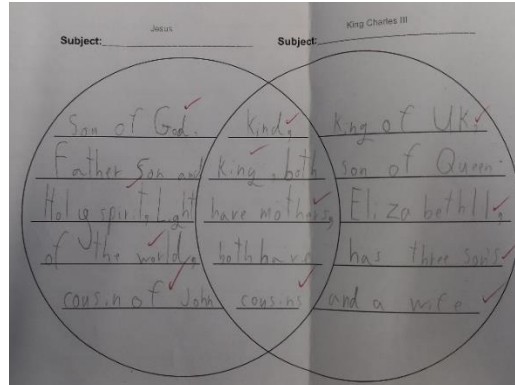 Jesus
King Charles III
Subject:
Subject:
Son of God.
Father Son and
Holy spirit, Light
of the world,
cousin of John
kind,
king, both
have mothers,
both have
cousins
King of UK,
son of Queen
Elizabeth II,
has three sons
and a wife